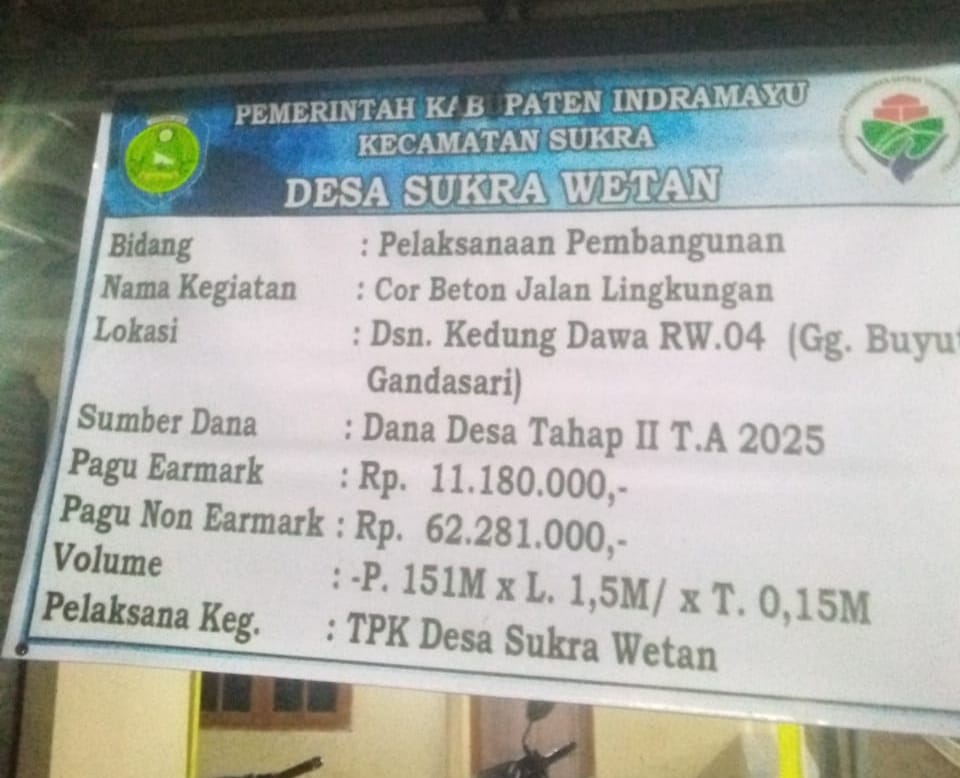 PEMERINTAH KABUPATEN INDRAMAYU
KECAMATAN SUKRA
DESA SUKRA WETAN
Bidang : Pelaksanaan Pembangunan
Nama Kegiatan : Cor Beton Jalan Lingkungan
Lokasi : Dsn. Kedung Dawa RW.04 (Gg. Buyut
Gandasari)
Sumber Dana : Dana Desa Tahap II T.A 2025
Pagu Earmark : Rp. 11.180.000,-
Pagu Non Earmark : Rp. 62.281.000,-
Volume : -P. 151M x L. 1,5M/ x T. 0,15M
Pelaksana Keg. : TPK Desa Sukra Wetan